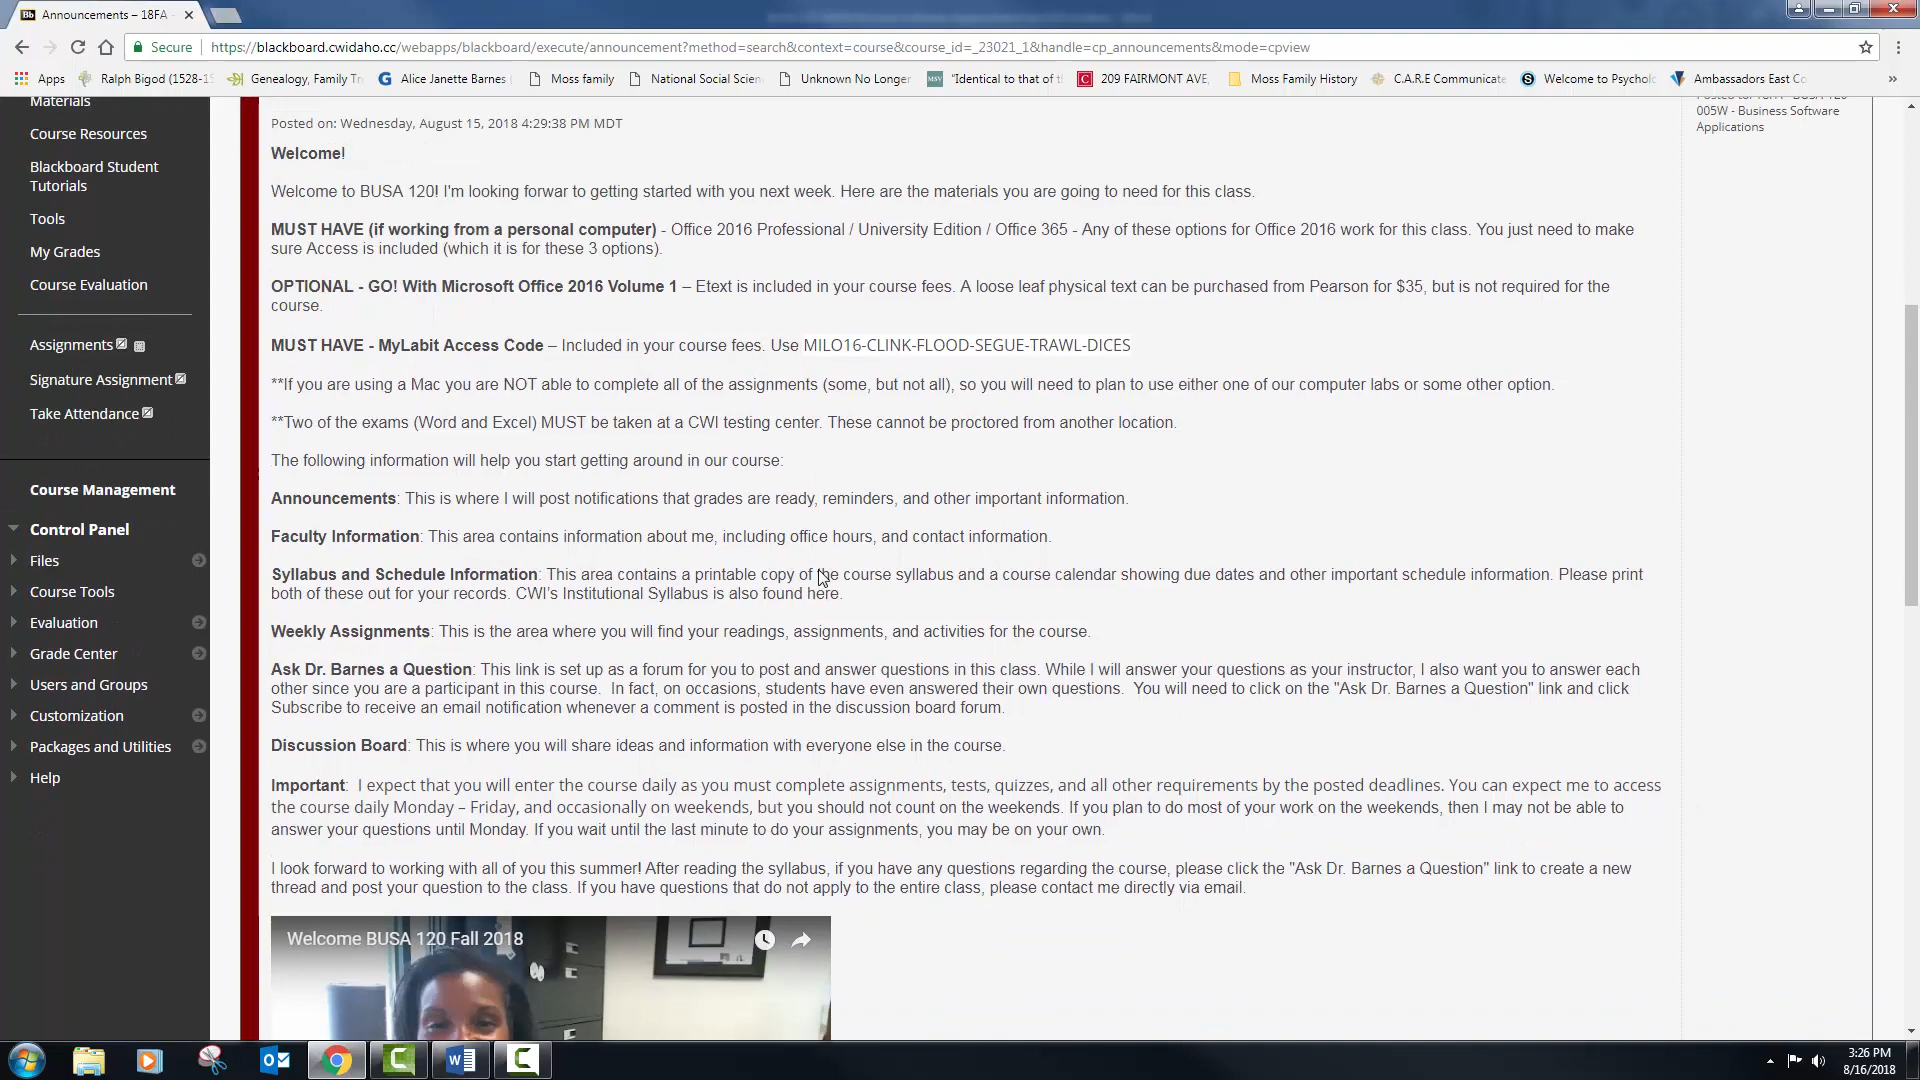 Announcements – 18FA
Secure https://blackboard.cwidaho.cc/webapps/blackboard/execute/announcement?method=search&context=course&course_id=_23021_1&handle=cp_announcements&mode=cpview
Apps Ralph Bigod (1528-15 Genealogy, Family Tr Alice Janette Barnes Moss family National Social Scien Unknown No Longer "Identical to that of t 209 FAIRMONT AVE, Moss Family History C.A.R.E Communicate Welcome to Psychol Ambassadors East Co »
Materials
Course Resources
Blackboard Student
Tutorials
Tools
My Grades
Course Evaluation
Assignments
Signature Assignment
Take Attendance
Course Management
Control Panel
Files
Course Tools
Evaluation
Grade Center
Users and Groups
Customization
Packages and Utilities
Help
Posted on: Wednesday, August 15, 2018 4:29:38 PM MDT
Welcome!
Welcome to BUSA 120! I'm looking forwar to getting started with you next week. Here are the materials you are going to need for this class.
MUST HAVE (if working from a personal computer) - Office 2016 Professional / University Edition / Office 365 - Any of these options for Office 2016 work for this class. You just need to make
sure Access is included (which it is for these 3 options).
OPTIONAL - GO! With Microsoft Office 2016 Volume 1 – Etext is included in your course fees. A loose leaf physical text can be purchased from Pearson for $35, but is not required for the
course.
MUST HAVE - MyLabit Access Code – Included in your course fees. Use MILO16-CLINK-FLOOD-SEGUE-TRAWL-DICES
**If you are using a Mac you are NOT able to complete all of the assignments (some, but not all), so you will need to plan to use either one of our computer labs or some other option.
**Two of the exams (Word and Excel) MUST be taken at a CWI testing center. These cannot be proctored from another location.
The following information will help you start getting around in our course:
Announcements: This is where I will post notifications that grades are ready, reminders, and other important information.
Faculty Information: This area contains information about me, including office hours, and contact information.
Syllabus and Schedule Information: This area contains a printable copy of the course syllabus and a course calendar showing due dates and other important schedule information. Please print
both of these out for your records. CWI's Institutional Syllabus is also found here.
Weekly Assignments: This is the area where you will find your readings, assignments, and activities for the course.
Ask Dr. Barnes a Question: This link is set up as a forum for you to post and answer questions in this class. While I will answer your questions as your instructor, I also want you to answer each
other since you are a participant in this course. In fact, on occasions, students have even answered their own questions. You will need to click on the "Ask Dr. Barnes a Question" link and click
Subscribe to receive an email notification whenever a comment is posted in the discussion board forum.
Discussion Board: This is where you will share ideas and information with everyone else in the course.
Important: I expect that you will enter the course daily as you must complete assignments, tests, quizzes, and all other requirements by the posted deadlines. You can expect me to access
the course daily Monday – Friday, and occasionally on weekends, but you should not count on the weekends. If you plan to do most of your work on the weekends, then I may not be able to
answer your questions until Monday. If you wait until the last minute to do your assignments, you may be on your own.
I look forward to working with all of you this summer! After reading the syllabus, if you have any questions regarding the course, please click the "Ask Dr. Barnes a Question" link to create a new
thread and post your question to the class. If you have questions that do not apply to the entire class, please contact me directly via email.
Welcome BUSA 120 Fall 2018
005W - Business Software
Applications
3:26 PM
8/16/2018